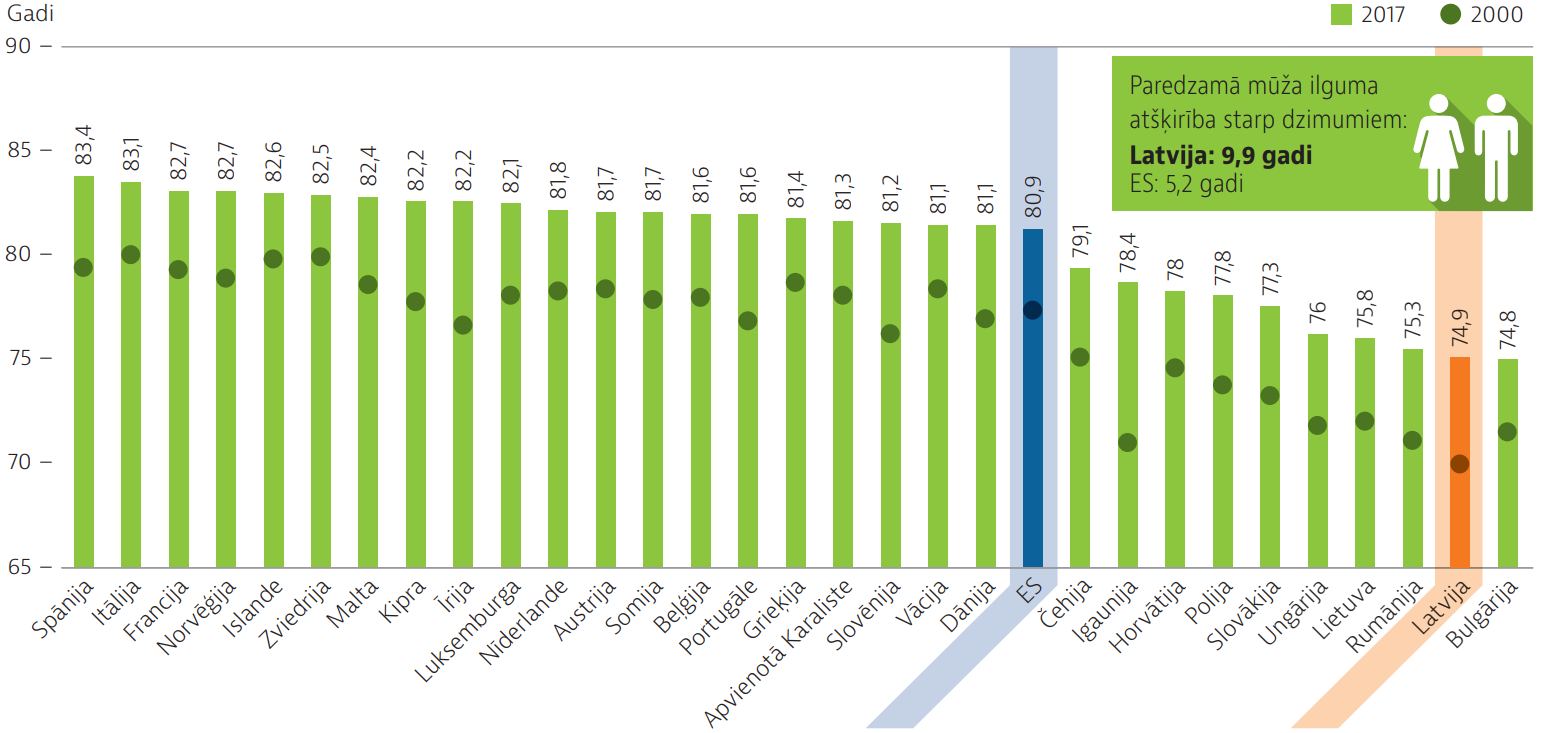 Gadi
2017
2000
90
85
80
75
70
65
Paredzamā mūža ilguma
atšķirība starp dzimumiem:
Latvija: 9,9 gadi
ES: 5,2 gadi
83,4
83,1
82,7
82,7
82,6
82,5
82,4
82,2
82,2
82,1
81,8
81,7
81,7
81,6
81,6
81,4
81,3
81,2
81,1
81,1
80,9
79,1
78,4
78
77,8
77,3
76
75,8
75,3
74,9
74,8
Spānija
Itālija
Francija
Norvēģija
Islande
Zviedrija
Malta
Kipra
Īrija
Luksemburga
Nīderlande
Austrija
Somija
Beļģija
Portugāle
Grieķija
Apvienotā Karaliste
Slovēnija
Vācija
Dānija
ES
Čehija
Igaunija
Horvātija
Polija
Slovākija
Ungārija
Lietuva
Rumānija
Latvija
Bulgārija